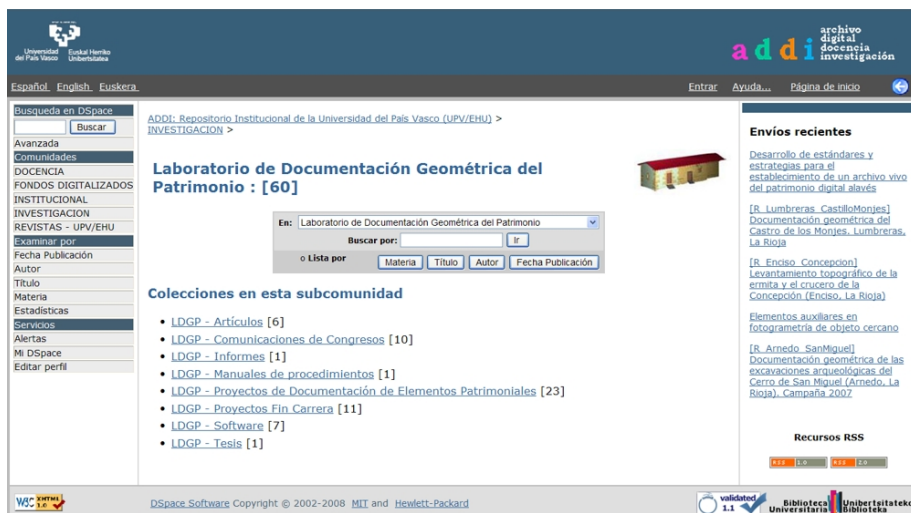 Universidad del País Vasco
Euskal Herriko Unibertsitatea
addi
archivo
digital
docencia
investigación
Español English Euskera
Entrar Ayuda... Página de inicio
Busqueda en DSpace
Buscar
Avanzada
Comunidades
DOCENCIA
FONDOS DIGITALIZADOS
INSTITUCIONAL
INVESTIGACION
REVISTAS - UPV/EHU
Examinar por
Fecha Publicación
Autor
Título
Materia
Estadísticas
Servicios
Alertas
Mi DSpace
Editar perfil
ADDI: Repositorio Institucional de la Universidad del País Vasco (UPV/EHU) >
INVESTIGACION >
Laboratorio de Documentación Geométrica del
Patrimonio : [60]
En: Laboratorio de Documentación Geométrica del Patrimonio
Buscar por: Ir
o Lista por Materia Título Autor Fecha Publicación
Colecciones en esta subcomunidad
• LDGP - Artículos [6]
• LDGP - Comunicaciones de Congresos [10]
• LDGP - Informes [1]
• LDGP - Manuales de procedimientos [1]
• LDGP - Proyectos de Documentación de Elementos Patrimoniales [23]
• LDGP - Proyectos Fin Carrera [11]
• LDGP - Software [7]
• LDGP - Tesis [1]
Envíos recientes
Desarrollo de estándares y
estrategias para el
establecimiento de un archivo vivo
del patrimonio digital alavés
[R_Lumbreras_CastilloMonjes]
Documentación geométrica del
Castro de los Monjes. Lumbreras,
La Rioja
[R_Enciso_Concepcion]
Levantamiento topográfico de la
ermita y el crucero de la
Concepción (Enciso, La Rioja)
Elementos auxiliares en
fotogrametría de objeto cercano
[R_Arnedo_SanMiguel]
Documentación geométrica de las
excavaciones arqueológicas del
Cerro de San Miguel (Arnedo, La
Rioja). Campaña 2007
Recursos RSS
RSS 1.0 RSS 2.0
W3C XHTML 1.0
DSpace Software Copyright © 2002-2008 MIT and Hewlett-Packard
validated
1.1
Biblioteca Unibertsitateko
Universitaria Biblioteka